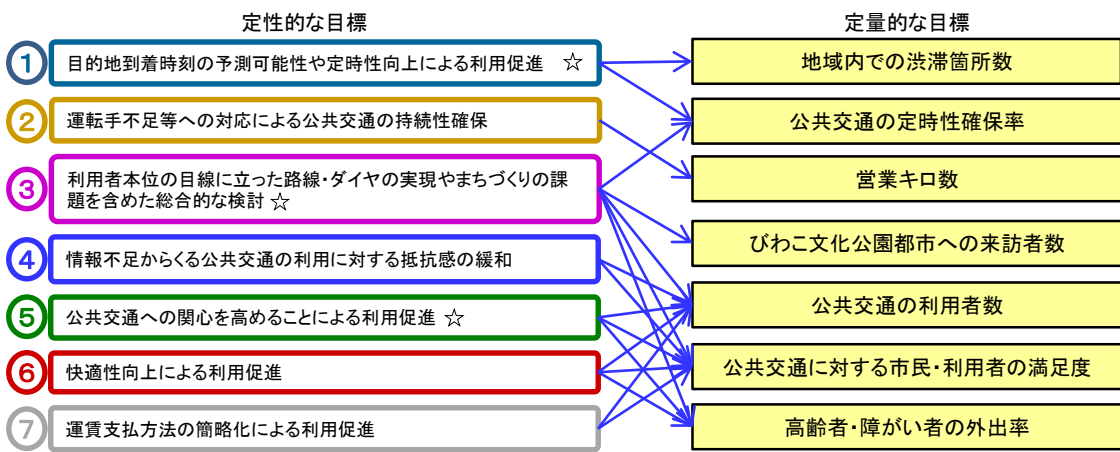 定性的な目標
定量的な目標
① 目的地到着時刻の予測可能性や定時性向上による利用促進 ☆
② 運転手不足等への対応による公共交通の持続性確保
③ 利用者本位の目線に立った路線・ダイヤの実現やまちづくりの課
題を含めた総合的な検討 ☆
④ 情報不足からくる公共交通の利用に対する抵抗感の緩和
⑤ 公共交通への関心を高めることによる利用促進 ☆
⑥ 快適性向上による利用促進
⑦ 運賃支払方法の簡略化による利用促進
地域内での渋滞箇所数
公共交通の定時性確保率
営業キロ数
びわこ文化公園都市への来訪者数
公共交通の利用者数
公共交通に対する市民・利用者の満足度
高齢者・障がい者の外出率